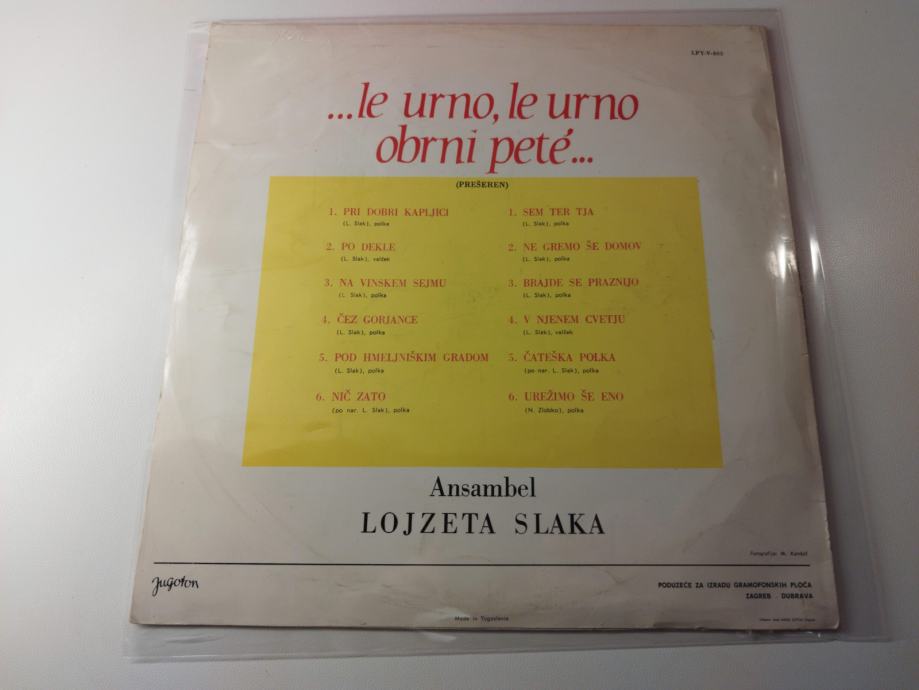 LPY-V-805
...le urno, le urno
obrni peté...
(PREŠEREN)
1. PRI DOBRI KAPLJICI
(L. Slak), polka
2. PO DEKLE
(L. Slak), valček
3. NA VINSKEM SEJMU
(L. Slak), polka
4. ČEZ GORJANCE
(L. Slak), polka
5. POD HMELJNIŠKIM GRADOM
(L. Slak), polka
6. NIČ ZATO
(po nar. L. Slak), polka
1. SEM TER TJA
(L. Slak), polka
2. NE GREMO ŠE DOMOV
(L. Slak), polka
3. BRAJDE SE PRAZNIJO
(L. Slak), polka
4. V NJENEM CVETJU
(L. Slak), valček
5. ČATEŠKA POLKA
(po nar. L. Slak), polka
6. UREŽIMO ŠE ENO
(N. Zlobko), polka
Ansambel
LOJZETA SLAKA
Fotografija: M.
Jugoton
PODUZEĆE ZA IZRADU GRAMOFONSKIH PLOČA
ZAGREB - DUBRAVA
Made in Yugoslavia